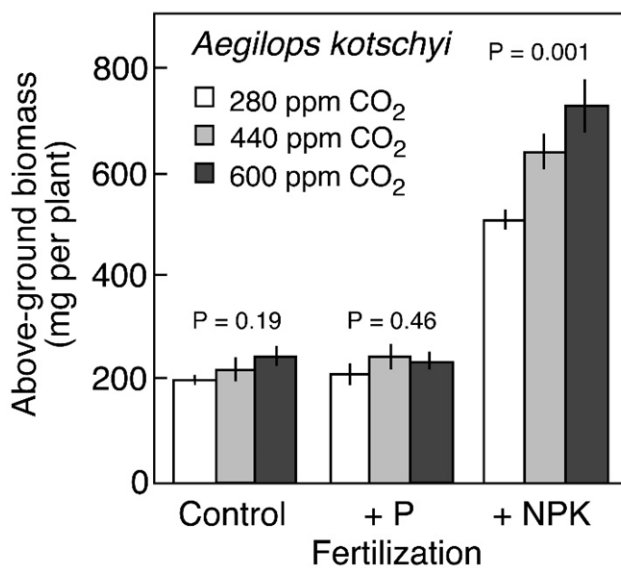 Above-ground biomass
(mg per plant)
800
600
400
200
0
Aegilops kotschyi
280 ppm CO₂
440 ppm CO₂
600 ppm CO₂
P = 0.001
P = 0.19
P = 0.46
Control
+ P
+ NPK
Fertilization